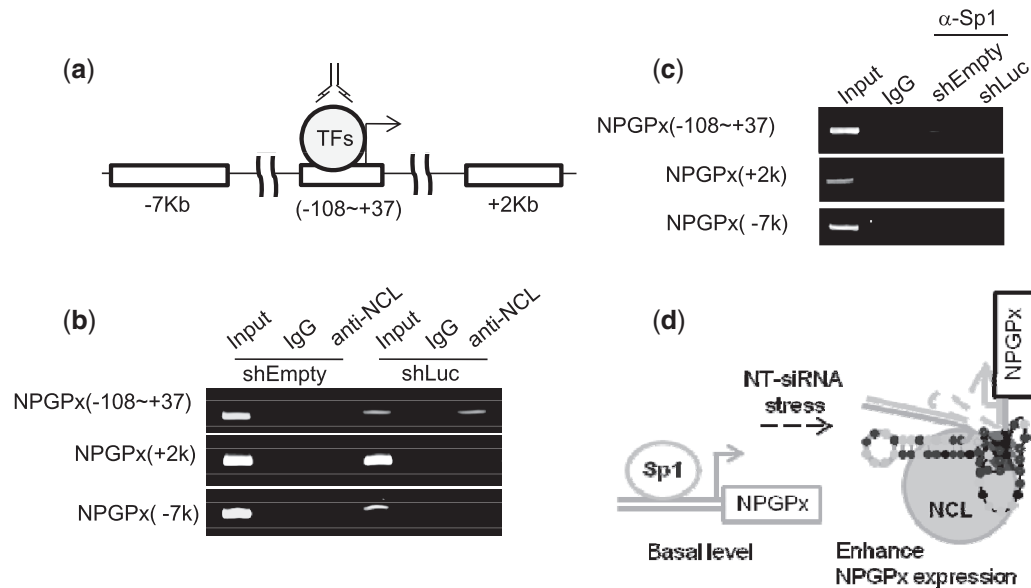 (a)
TFs
-7Kb
(-108~+37)
+2Kb
(b)
Input
IgG
anti-NCL
Input
IgG
anti-NCL
shEmpty
shLuc
NPGPx(-108~+37)
NPGPx(+2k)
NPGPx( -7k)
(c)
α-Sp1
Input
IgG
shEmpty
shLuc
NPGPx(-108~+37)
NPGPx(+2k)
NPGPx( -7k)
(d)
NT-siRNA
stress
Sp1
NPGPx
Basal level
NPGPx
NCL
Enhance
NPGPx expression